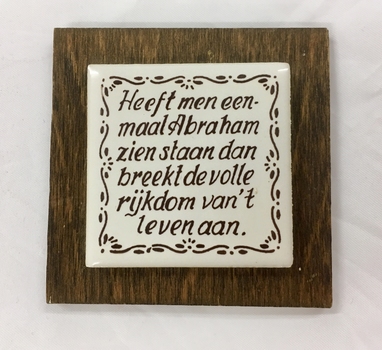 Heeft men een-
maal Abraham
zien staan dan
breekt de volle
rijkdom van't
leven aan.